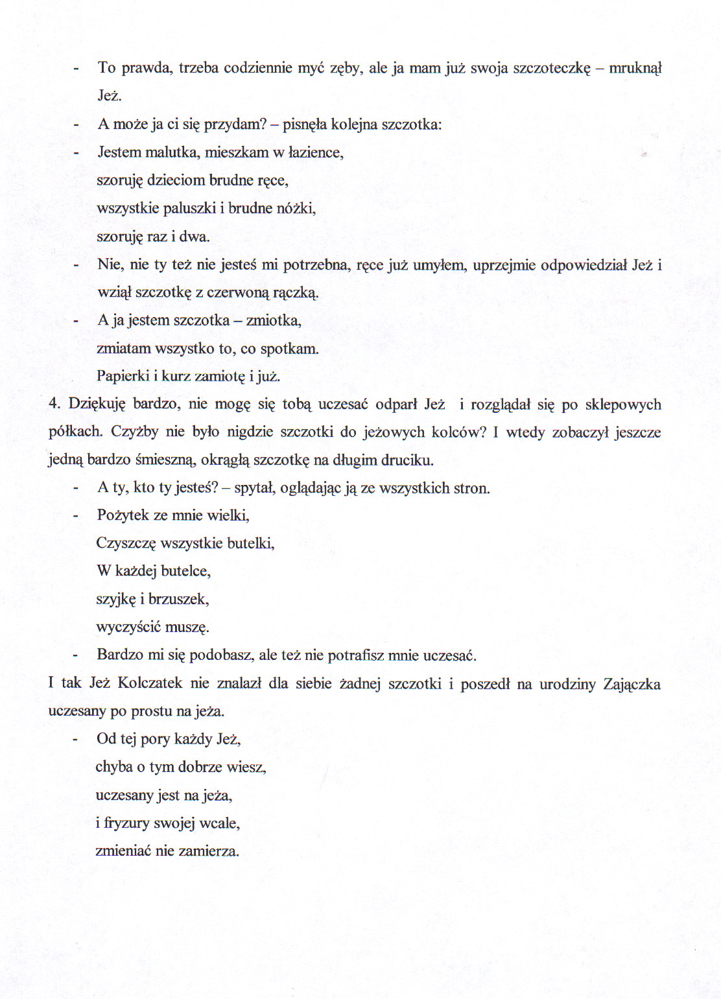 - To prawda, trzeba codziennie myć zęby, ale ja mam już swoja szczoteczkę – mruknął
Jeż.
- A może ja ci się przydam? – pisnęła kolejna szczotka:
- Jestem malutka, mieszkam w łazience,
szoruję dzieciom brudne ręce,
wszystkie paluszki i brudne nóżki,
szoruję raz i dwa.
- Nie, nie ty też nie jesteś mi potrzebna, ręce już umyłem, uprzejmie odpowiedział Jeż i
wziął szczotkę z czerwoną rączką.
- A ja jestem szczotka – zmiotka,
zmiatam wszystko to, co spotkam.
Papierki i kurz zamiotę i już.
4. Dziękuję bardzo, nie mogę się tobą uczesać odparł Jeż i rozglądał się po sklepowych
półkach. Czyżby nie było nigdzie szczotki do jeżowych kolców? I wtedy zobaczył jeszcze
jedną bardzo śmieszną, okrągłą szczotkę na długim druciku.
- A ty, kto ty jesteś? – spytał, oglądając ją ze wszystkich stron.
- Pożytek ze mnie wielki,
Czyszczę wszystkie butelki,
W każdej butelce,
szyjkę i brzuszek,
wyczyścić muszę.
- Bardzo mi się podobasz, ale też nie potrafisz mnie uczesać.
I tak Jeż Kolczatek nie znalazł dla siebie żadnej szczotki i poszedł na urodziny Zajączka
uczesany po prostu na jeża.
- Od tej pory każdy Jeż,
chyba o tym dobrze wiesz,
uczesany jest na jeża,
i fryzury swojej wcale,
zmieniać nie zamierza.